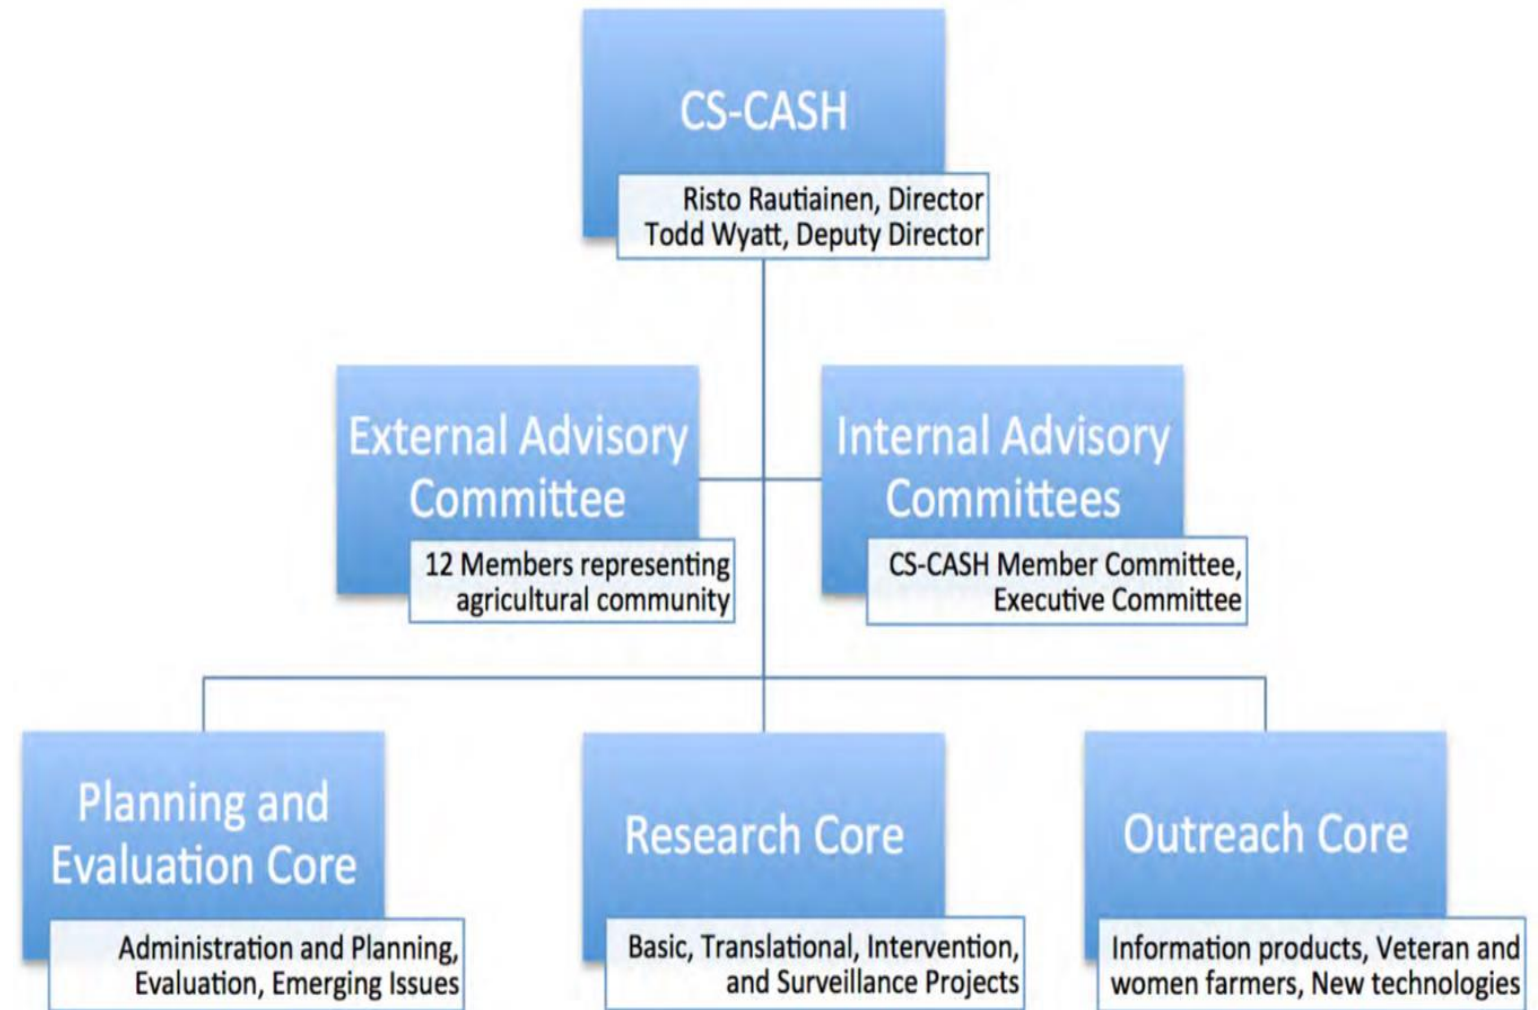 CS-CASH
Risto Rautiainen, Director
Todd Wyatt, Deputy Director
External Advisory
Committee
12 Members representing
agricultural community
Internal Advisory
Committees
CS-CASH Member Committee,
Executive Committee
Planning and
Evaluation Core
Administration and Planning,
Evaluation, Emerging Issues
Research Core
Basic, Translational, Intervention,
and Surveillance Projects
Outreach Core
Information products, Veteran and
women farmers, New technologies